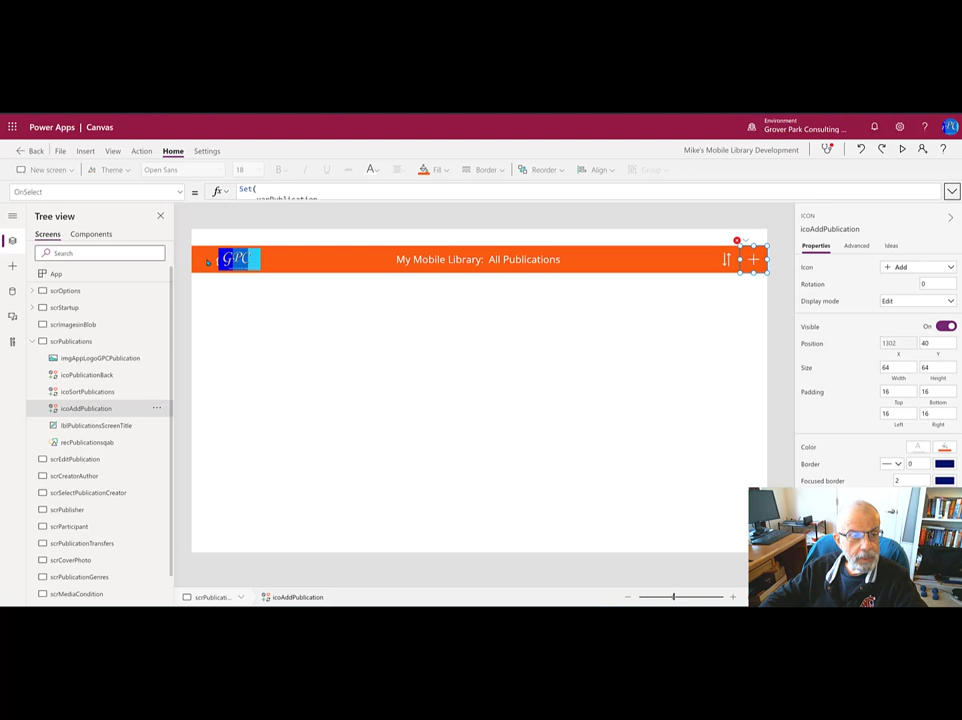 Power Apps | Canvas
Environment
Grover Park Consulting ...
GPC
Back File Insert View Action Home Settings
Mike's Mobile Library Development
New screen Theme Open Sans 18 B I U A Fill Border Reorder Align Group
OnSelect = fx Set(
varPublication
Tree view
Screens Components
Search
App
scrOptions
scrStartup
scrImagesinBlob
scrPublications
imgAppLogoGPCPublication
icoPublicationBack
icoSortPublications
icoAddPublication
lblPublicationsScreenTitle
recPublicationsqab
scrEditPublication
scrCreatorAuthor
scrSelectPublicationCreator
scrPublisher
scrParticipant
scrPublicationTransfers
scrCoverPhoto
scrPublicationGenres
scrMediaCondition
GPC
My Mobile Library: All Publications
ICON
icoAddPublication
Properties Advanced Ideas
Icon Add
Rotation 0
Display mode Edit
Visible On
Position 1302 40
X Y
Size 64 64
Width Height
Padding 16 16
Top Bottom
16 16
Left Right
Color A
Border 0
Focused border 2
scrPublicati... icoAddPublication